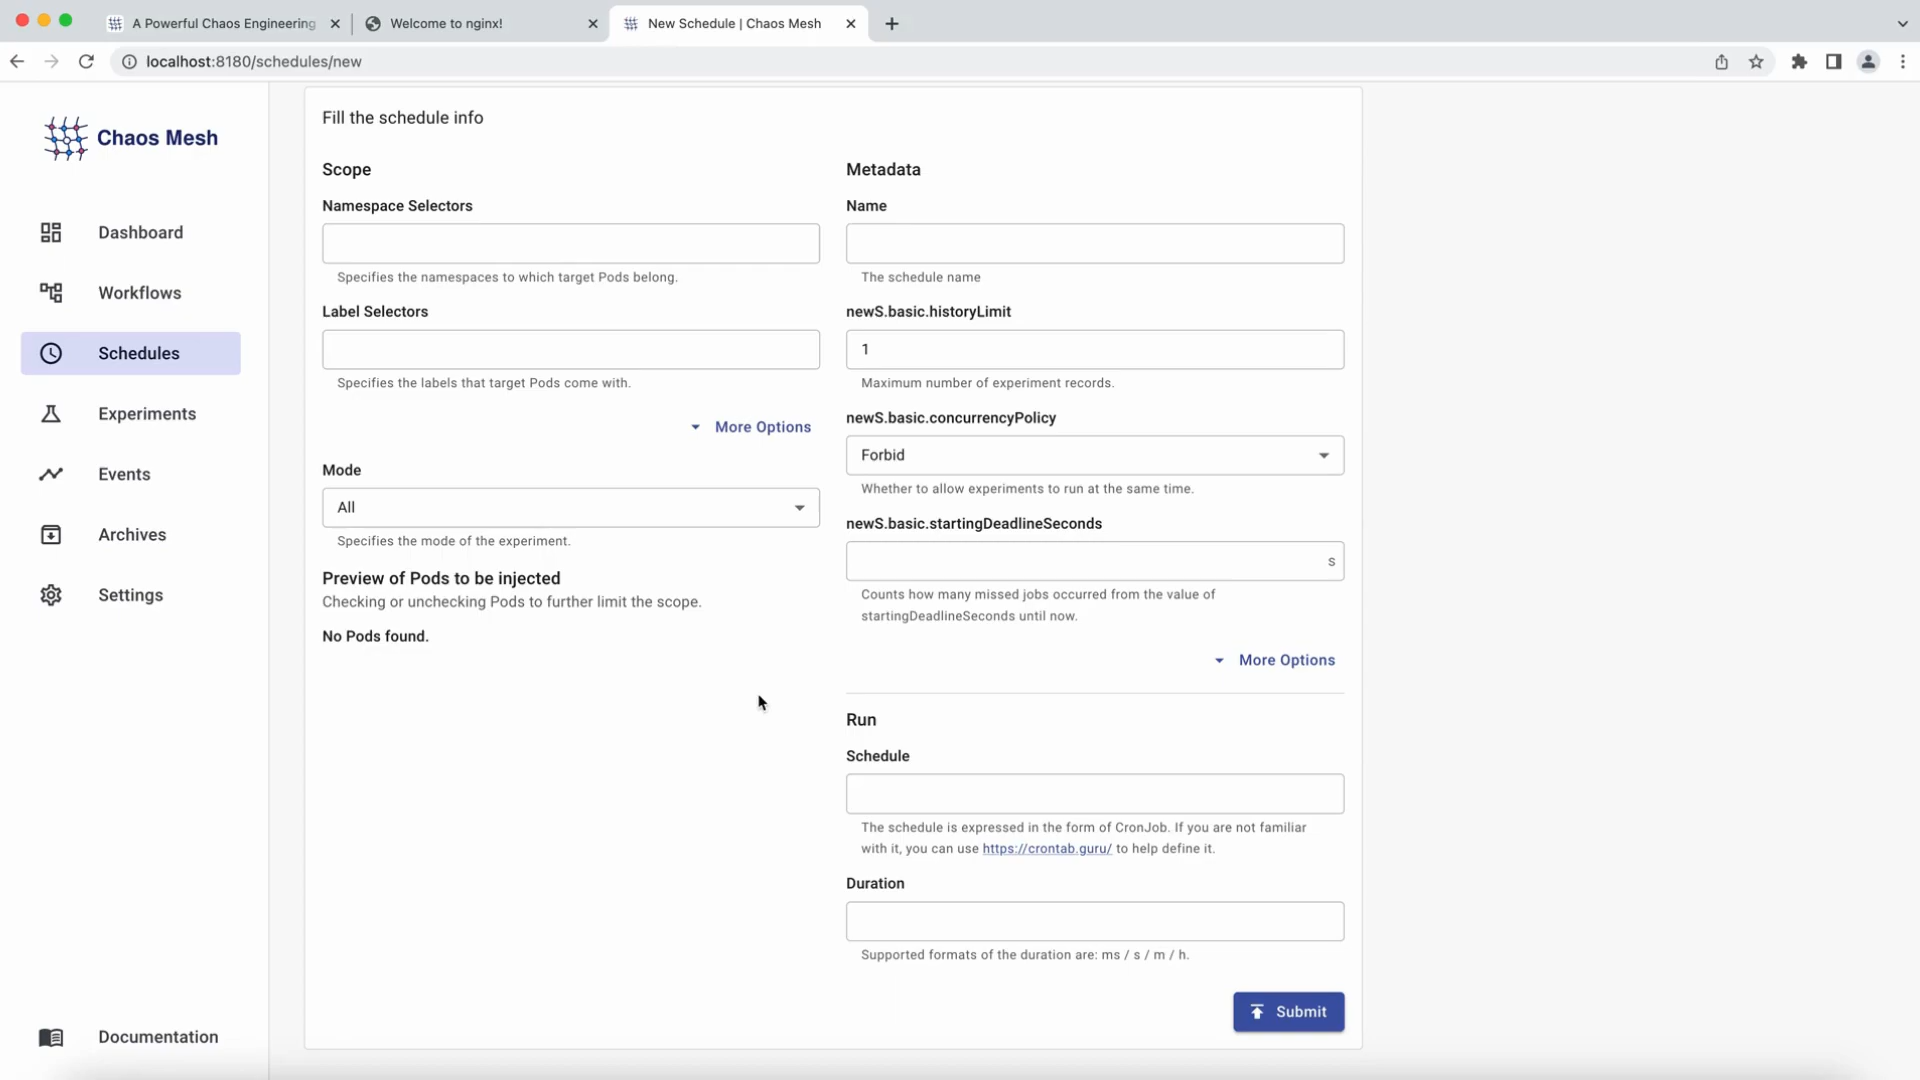 A Powerful Chaos Engineering
Welcome to nginx!
New Schedule | Chaos Mesh
localhost:8180/schedules/new
Chaos Mesh
Dashboard
Workflows
Schedules
Experiments
Events
Archives
Settings
Documentation
Fill the schedule info
Scope
Namespace Selectors
Specifies the namespaces to which target Pods belong.
Label Selectors
Specifies the labels that target Pods come with.
More Options
Mode
All
Specifies the mode of the experiment.
Preview of Pods to be injected
Checking or unchecking Pods to further limit the scope.
No Pods found.
Metadata
Name
The schedule name
newS.basic.historyLimit
1
Maximum number of experiment records.
newS.basic.concurrencyPolicy
Forbid
Whether to allow experiments to run at the same time.
newS.basic.startingDeadlineSeconds
s
Counts how many missed jobs occurred from the value of
startingDeadlineSeconds until now.
More Options
Run
Schedule
The schedule is expressed in the form of CronJob. If you are not familiar
with it, you can use https://crontab.guru/ to help define it.
Duration
Supported formats of the duration are: ms / s / m / h.
Submit